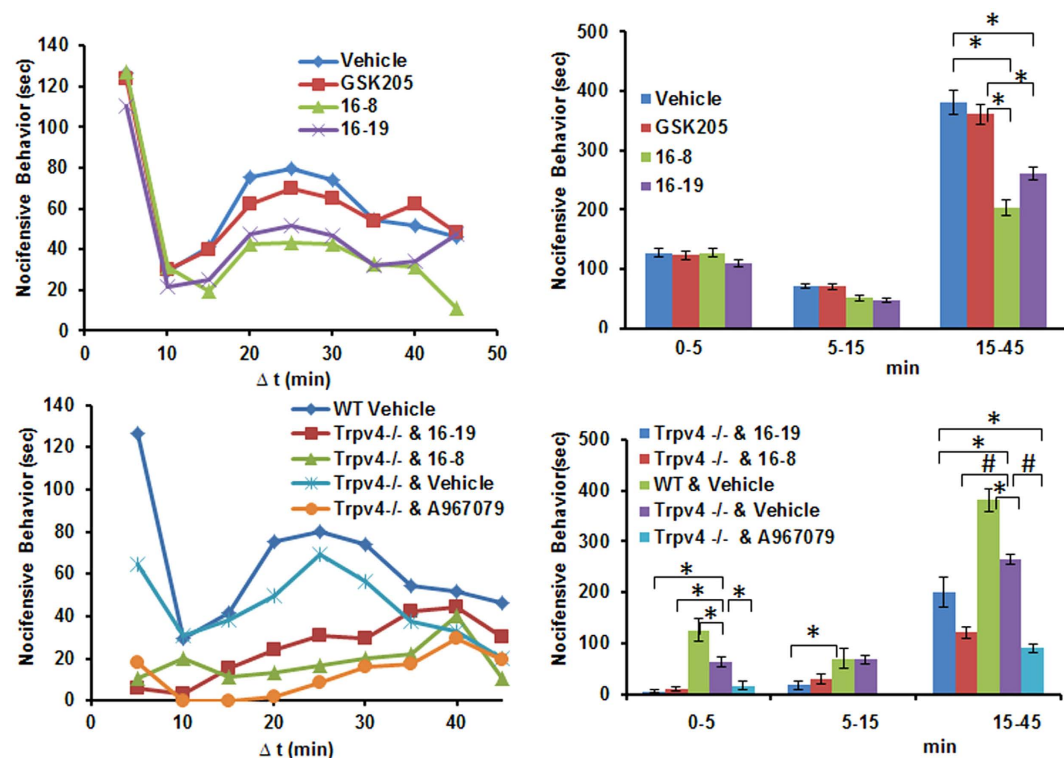 Nocifensive Behavior (sec)
140
120
100
80
60
40
20
0
0
10
20
30
40
50
Δ t (min)
Vehicle
GSK205
16-8
16-19
Nocifensive Behavior (sec)
500
400
300
200
100
0
Vehicle
GSK205
16-8
16-19
*
*
*
*
0-5
5-15
15-45
min
Nocifensive Behavior (sec)
140
120
100
80
60
40
20
0
0
10
20
30
40
Δ t (min)
WT Vehicle
Trpv4-/- & 16-19
Trpv4-/- & 16-8
Trpv4-/- & Vehicle
Trpv4-/- & A967079
Nocifensive Behavior(sec)
500
400
300
200
100
0
Trpv4 -/- & 16-19
Trpv4 -/- & 16-8
WT & Vehicle
Trpv4 -/- & Vehicle
Trpv4 -/- & A967079
*
*
* *
*
*
*
# #
*
0-5
5-15
15-45
min